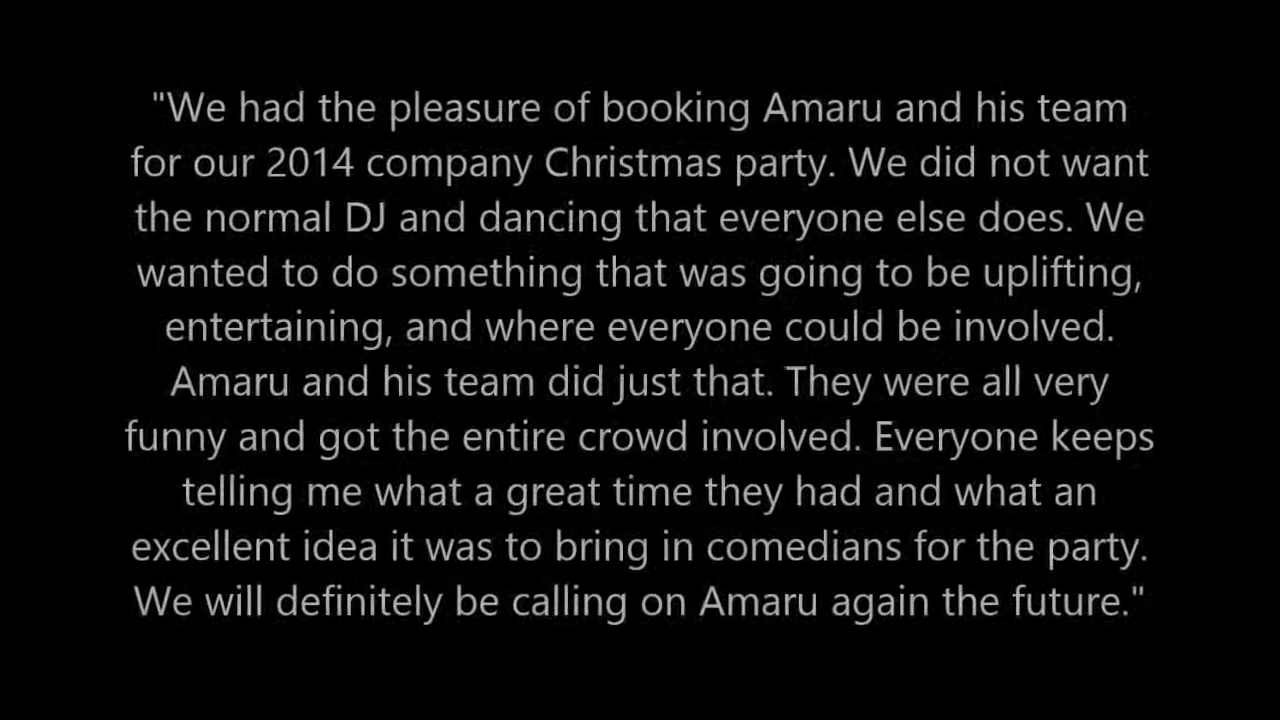 "We had the pleasure of booking Amaru and his team
for our 2014 company Christmas party. We did not want
the normal DJ and dancing that everyone else does. We
wanted to do something that was going to be uplifting,
entertaining, and where everyone could be involved.
Amaru and his team did just that. They were all very
funny and got the entire crowd involved. Everyone keeps
telling me what a great time they had and what an
excellent idea it was to bring in comedians for the party.
We will definitely be calling on Amaru again the future."